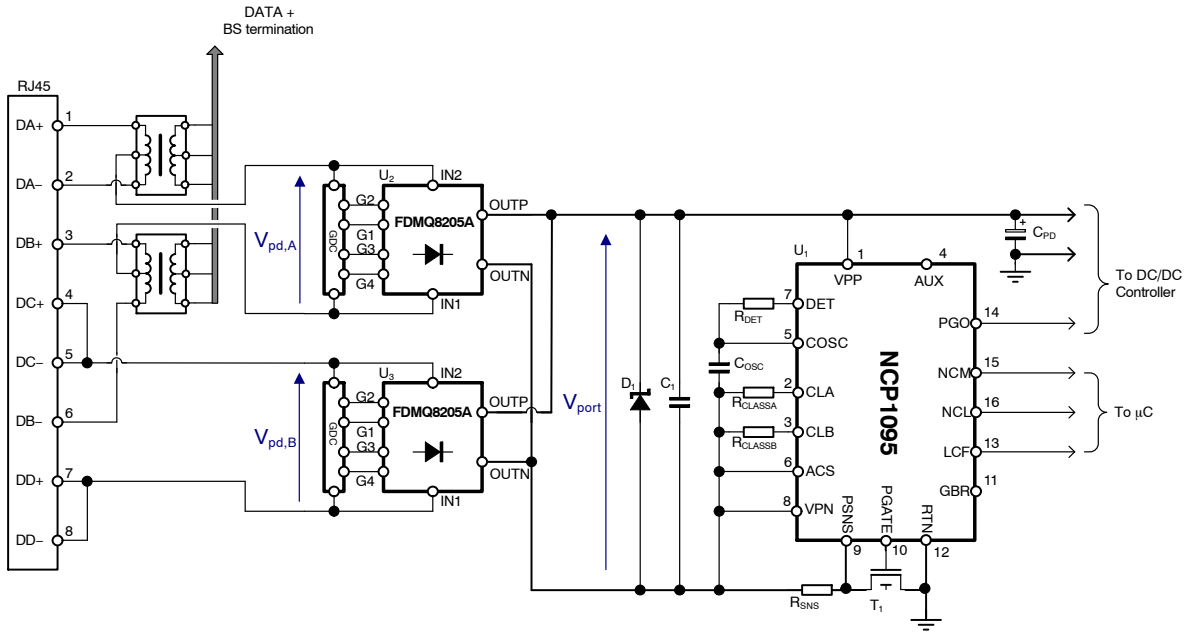 DATA +
BS termination
RJ45
DA+
1
DA−
2
DB+
3
DC+
4
DC−
5
DB−
6
DD+
7
DD−
8
Vpd,A
GDC
G2
G1
G3
G4
U2
IN2
FDMQ8205A
OUTP
OUTN
IN1
Vpd,B
GDC
G2
G1
G3
G4
U3
IN2
FDMQ8205A
OUTP
OUTN
IN1
Vport
D1
C1
RDET
COSC
RCLASSA
RCLASSB
RSNS
T1
U1
NCP1095
1
VPP
4
AUX
7
DET
5
COSC
2
CLA
3
CLB
6
ACS
8
VPN
PSNS
9
PGATE
10
RTN
12
PGO
14
NCM
15
NCL
16
LCF
13
GBR
11
+
CPD
To DC/DC
Controller
To μC